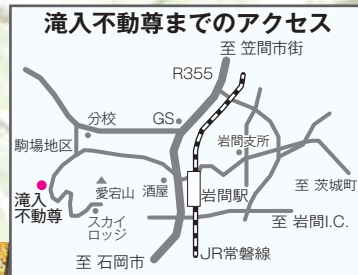 滝入不動尊までのアクセス
至 笠間市街
R355
分校
GS
駒場地区
岩間支所
滝入
不動尊
愛宕山
酒屋
岩間駅
至 茨城町
スカイ
ロッジ
至 岩間I.C.
JR常磐線
至 石岡市